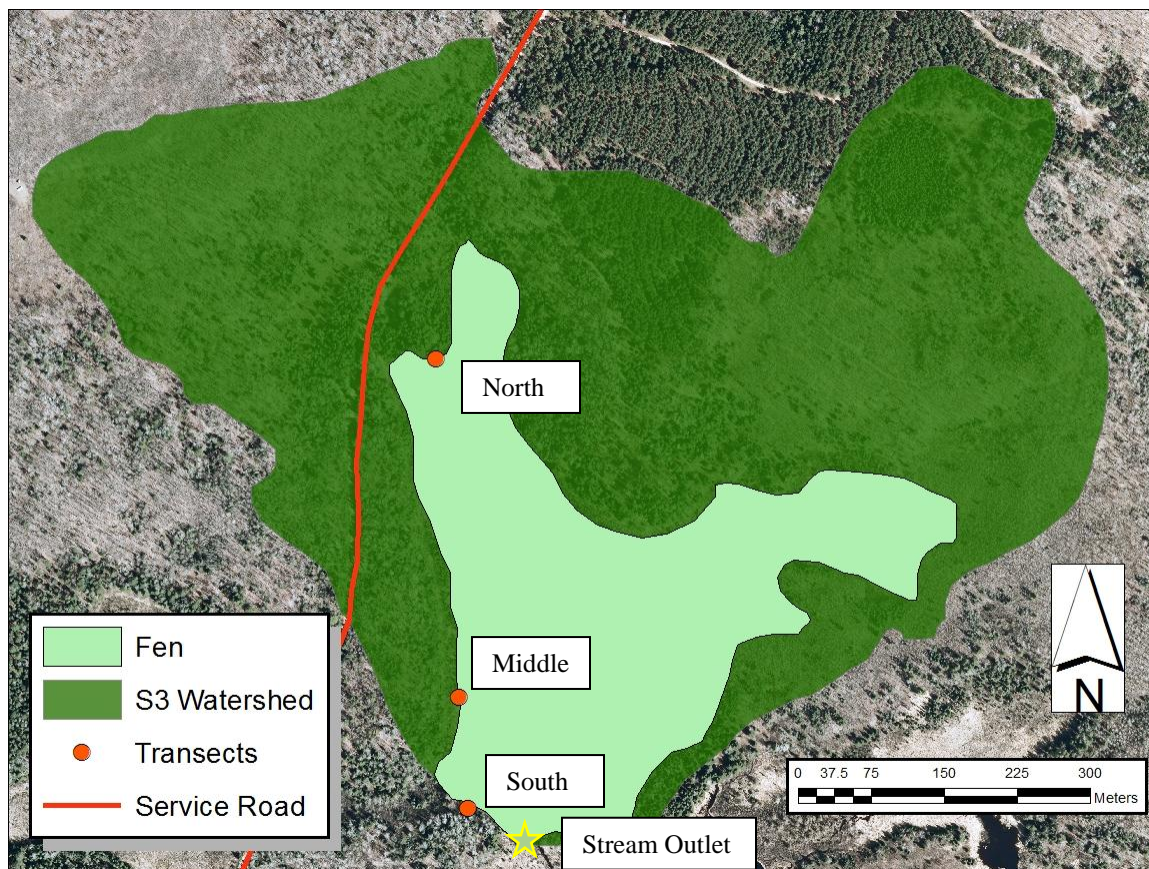 North
Middle
South
Stream Outlet
Fen
S3 Watershed
Transects
Service Road
N
0 37.5 75 150 225 300
Meters